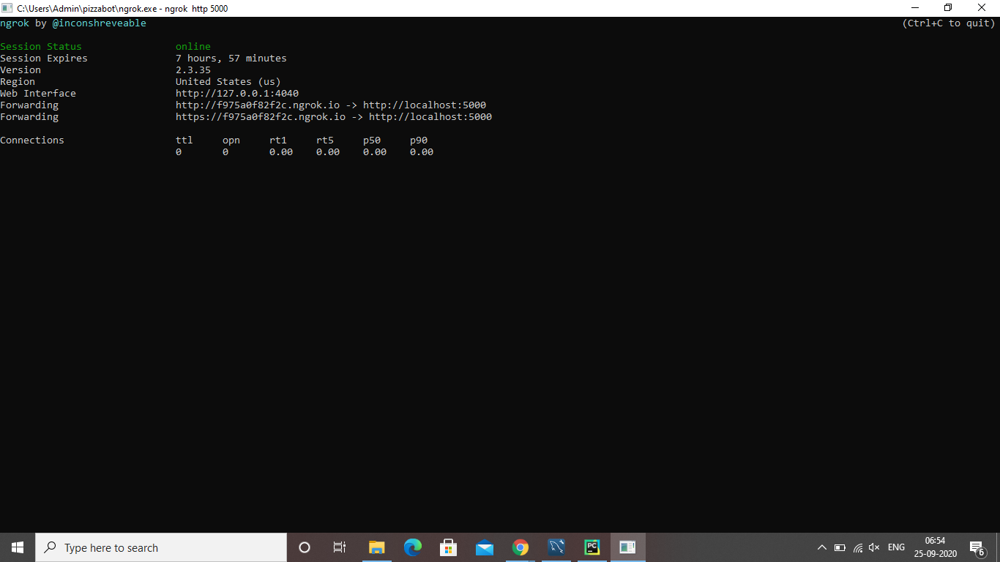 C:\Users\Admin\pizzabot\ngrok.exe - ngrok  http 5000
ngrok by @inconshreveable (Ctrl+C to quit)
Session Status online
Session Expires 7 hours, 57 minutes
Version 2.3.35
Region United States (us)
Web Interface http://127.0.0.1:4040
Forwarding http://f975a0f82f2c.ngrok.io -> http://localhost:5000
Forwarding https://f975a0f82f2c.ngrok.io -> http://localhost:5000
Connections ttl opn rt1 rt5 p50 p90
0 0 0.00 0.00 0.00 0.00
Type here to search
PC
ENG
06:54
25-09-2020
6